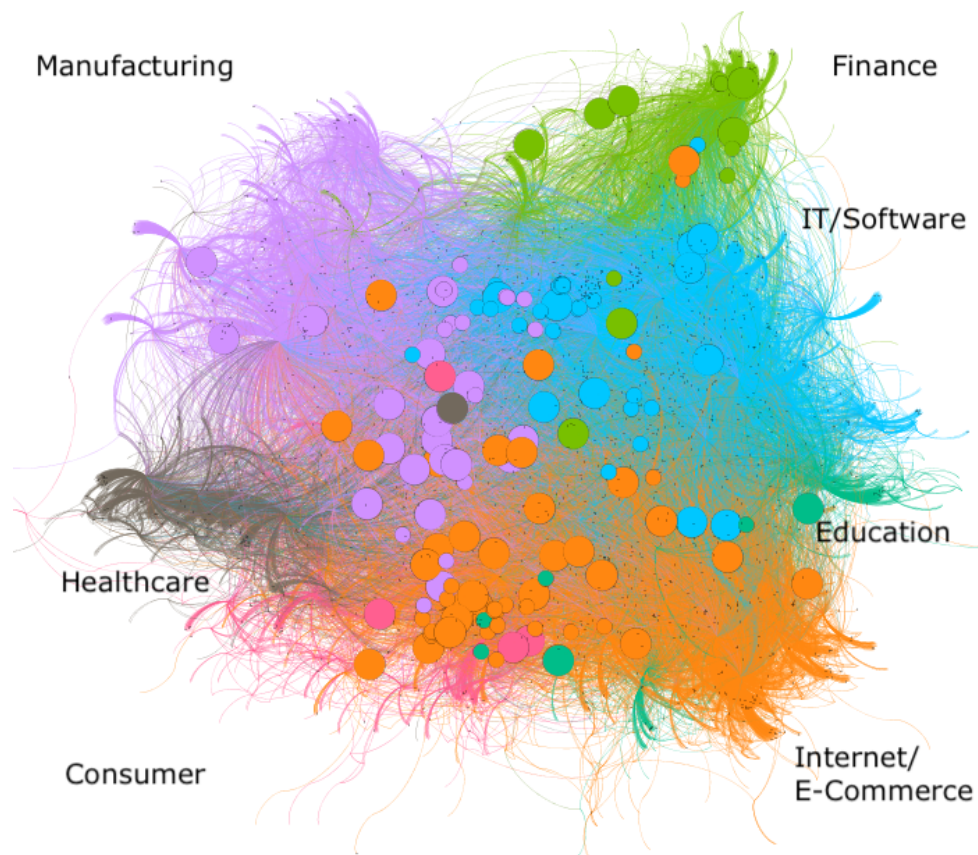 Manufacturing
Finance
IT/Software
Education
Healthcare
Internet/
E-Commerce
Consumer